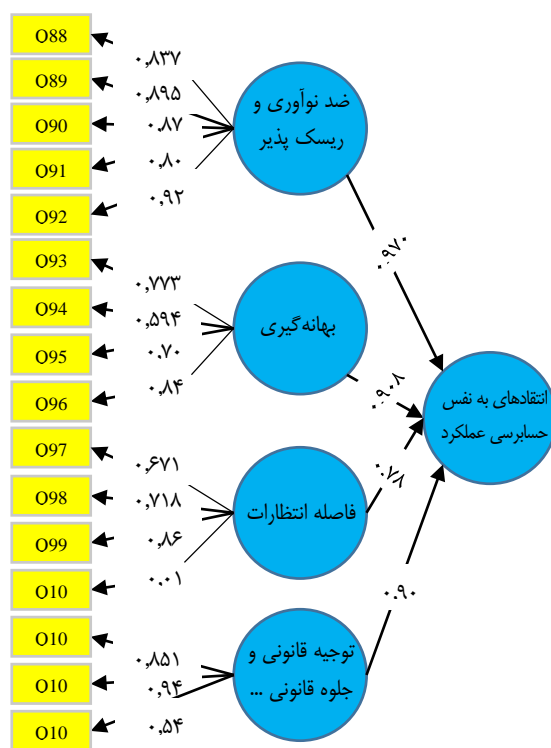 O88
O89
O90
O91
O92
O93
O94
O95
O96
O97
O98
O99
O10
O10
O10
O10
۰,۸۳۷
۰,۸۹۵
۰.۸۷
۰,۸۰
۰,۹۲
۰,۷۷۳
۰,۵۹۴
۰.۷۰
۰,۸۴
۰,۶۷۱
۰,۷۱۸
۰,۸۶
۰.۰۱
۰,۸۵۱
۰,۹۴
۰,۵۴
ضد نوآوری و
ریسک پذیر
بهانه‌گیری
فاصله انتظارات
توجیه قانونی و
جلوه قانونی ...
۰.۹۷۰
۰.۹۰۸
۰.۷۸
۰.۹۰
انتقادهای به نفس
حسابرسی عملکرد